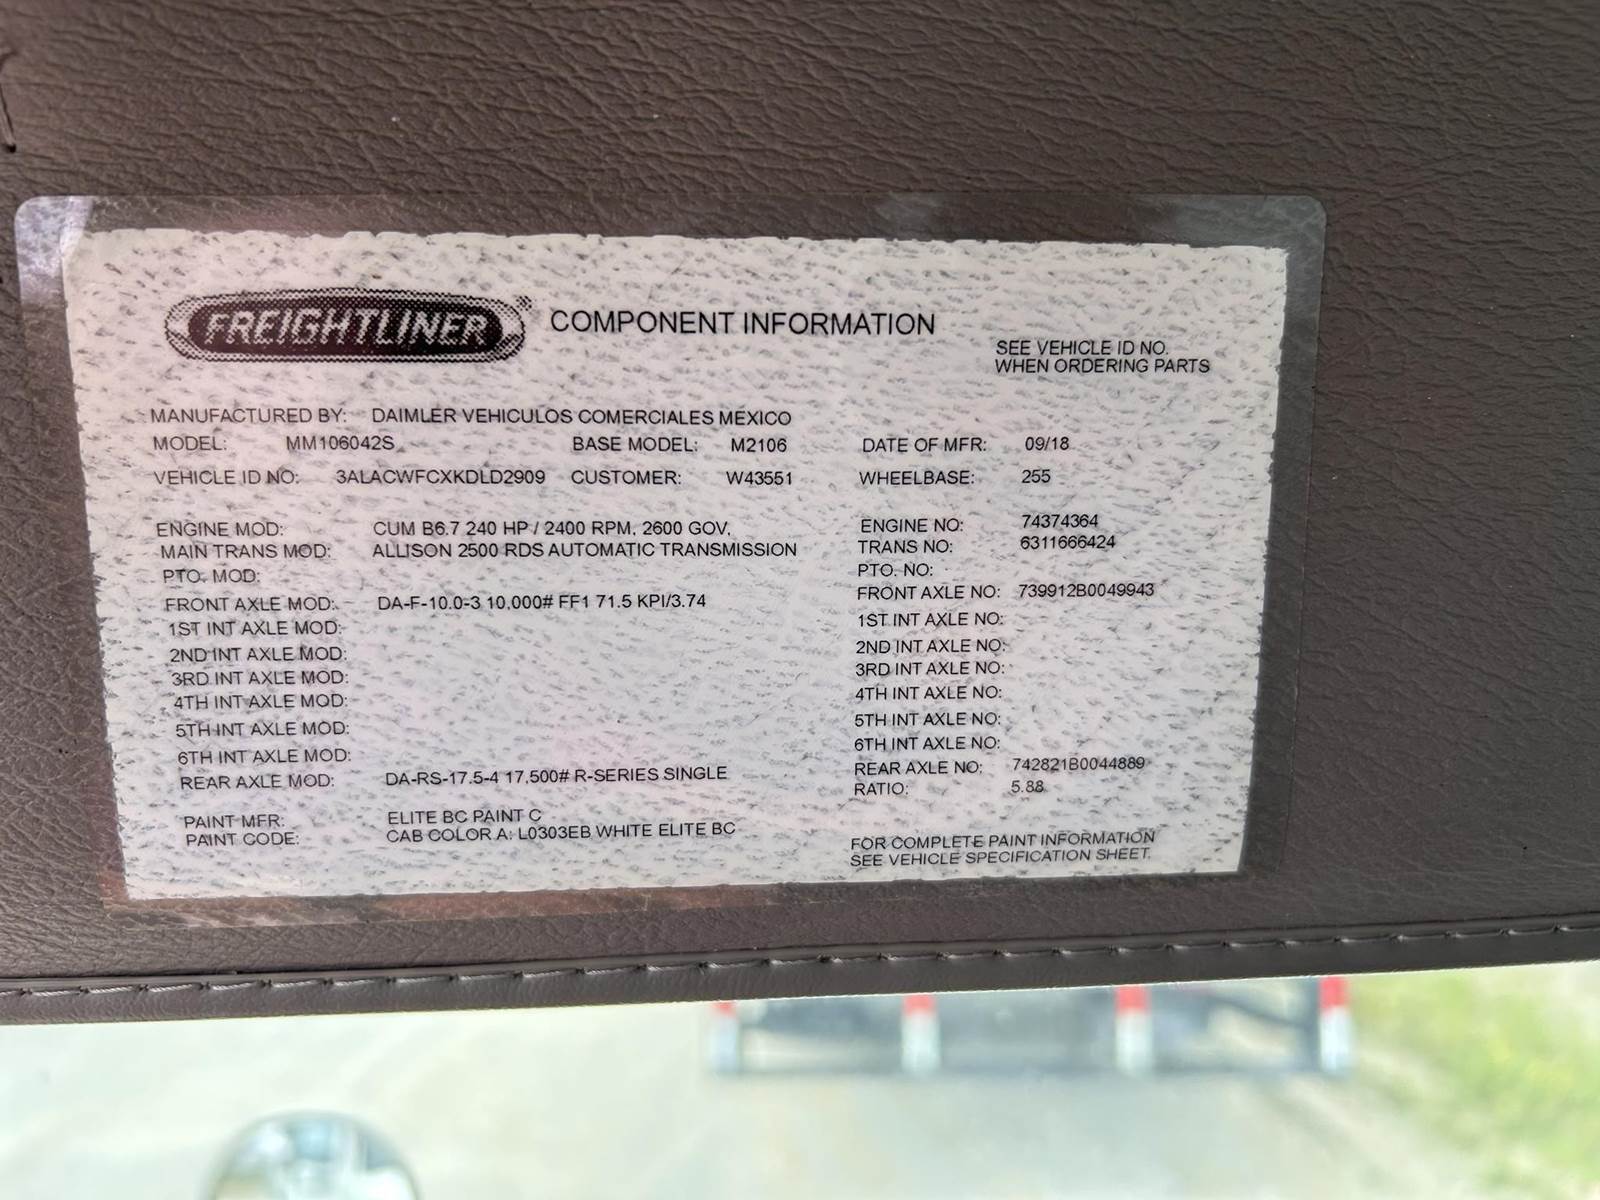 FREIGHTLINER®
COMPONENT INFORMATION
SEE VEHICLE ID NO.
WHEN ORDERING PARTS
MANUFACTURED BY: DAIMLER VEHICULOS COMERCIALES MEXICO
MODEL: MM106042S BASE MODEL: M2106 DATE OF MFR: 09/18
VEHICLE ID NO: 3ALACWFCXKDLD2909 CUSTOMER: W43551 WHEELBASE: 255
ENGINE MOD: CUM B6.7 240 HP / 2400 RPM, 2600 GOV, ENGINE NO: 74374364
MAIN TRANS MOD: ALLISON 2500 RDS AUTOMATIC TRANSMISSION TRANS NO: 6311666424
PTO. MOD: PTO. NO:
FRONT AXLE MOD: DA-F-10.0-3 10,000# FF1 71.5 KPI/3.74 FRONT AXLE NO: 739912B0049943
1ST INT AXLE MOD: 1ST INT AXLE NO:
2ND INT AXLE MOD: 2ND INT AXLE NO:
3RD INT AXLE MOD: 3RD INT AXLE NO:
4TH INT AXLE MOD: 4TH INT AXLE NO:
5TH INT AXLE MOD: 5TH INT AXLE NO:
6TH INT AXLE MOD: 6TH INT AXLE NO:
REAR AXLE MOD: DA-RS-17.5-4 17,500# R-SERIES SINGLE REAR AXLE NO: 742821B0044889
RATIO: 5.88
PAINT MFR: ELITE BC PAINT C
PAINT CODE: CAB COLOR A: L0303EB WHITE ELITE BC
FOR COMPLETE PAINT INFORMATION
SEE VEHICLE SPECIFICATION SHEET.